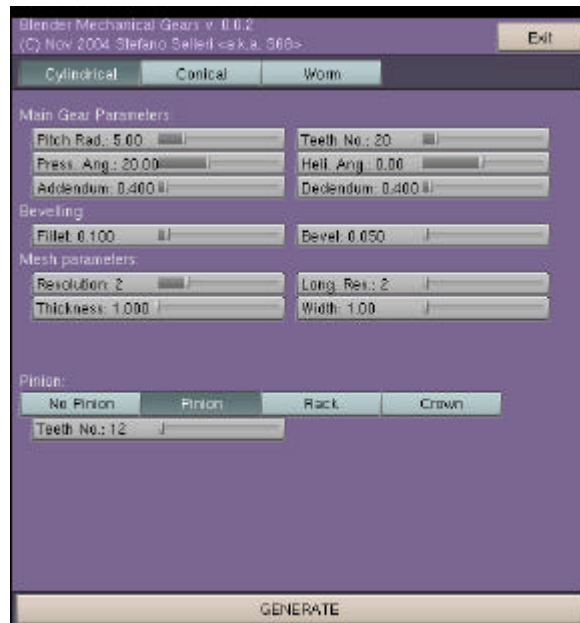 Blender Mechanical Gears v. 0.0.2
(C) Nov 2004 Stefano Selleri <a.k.a. S68>
Exit
Cylindrical Conical Worm
Main Gear Parameters:
Pitch Rad.: 5.00 Teeth No.: 20
Press. Ang.: 20.00 Heli. Ang.: 0.00
Addendum: 0.400 Dedendum: 0.400
Bevelling
Fillet: 0.100 Bevel: 0.050
Mesh parameters:
Resolution: 2 Long. Res.: 2
Thickness: 1.000 Width: 1.00
Pinion:
No Pinion Pinion Rack Crown
Teeth No.: 12
GENERATE